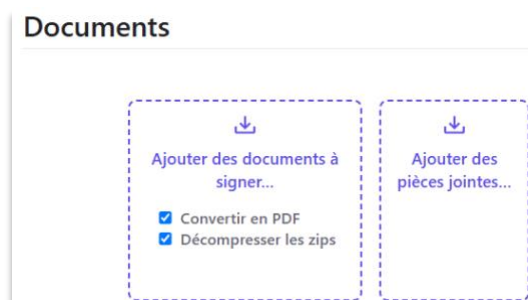 Documents
Ajouter des documents à
signer...
Convertir en PDF
Décompresser les zips
Ajouter des
pièces jointes...